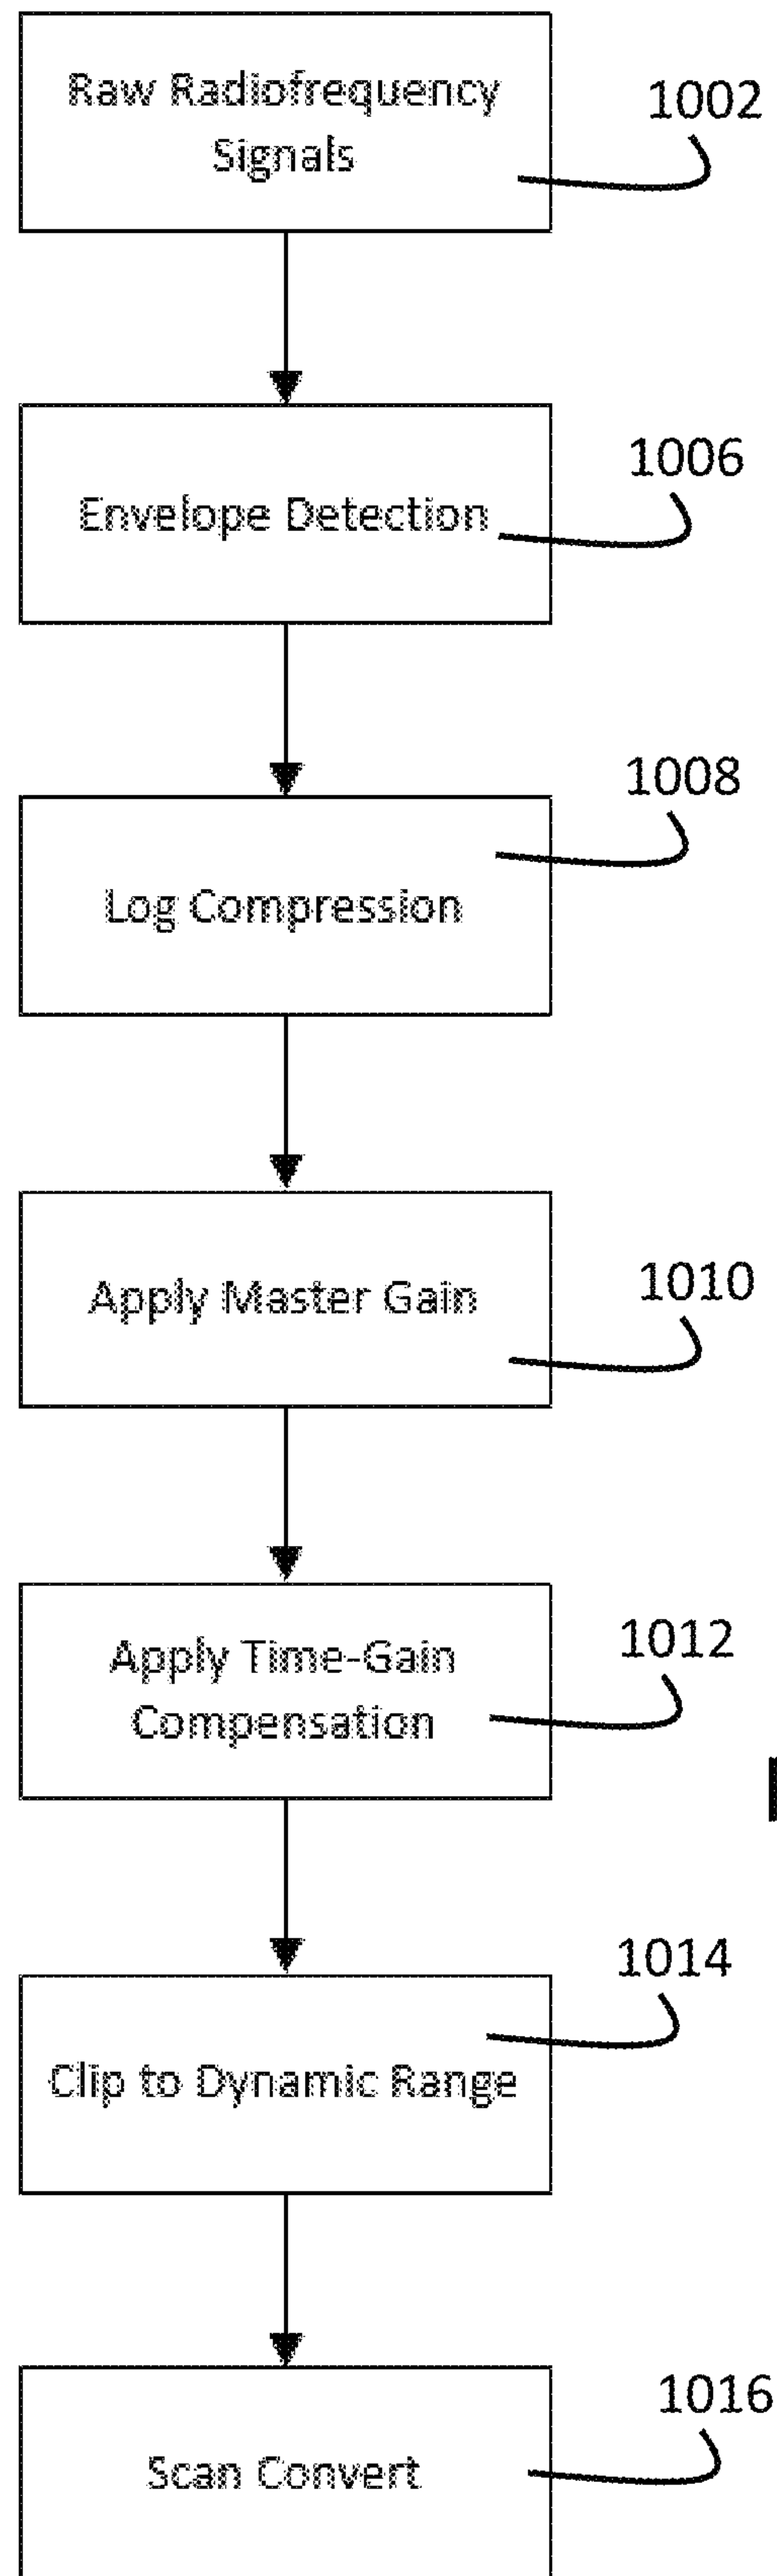 Raw Radiofrequency
Signals
1002
Envelope Detection
1006
Log Compression
1008
Apply Master Gain
1010
Apply Time-Gain
Compensation
1012
Clip to Dynamic Range
1014
Scan Convert
1016